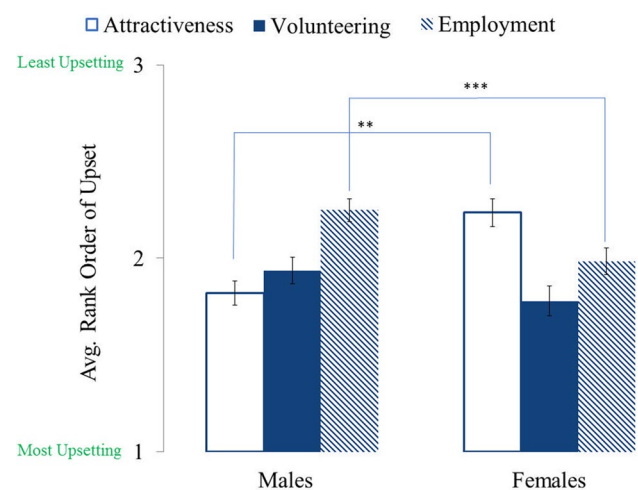 Attractiveness Volunteering Employment
Least Upsetting 3
***
**
Avg. Rank Order of Upset
2
Most Upsetting 1
Males Females